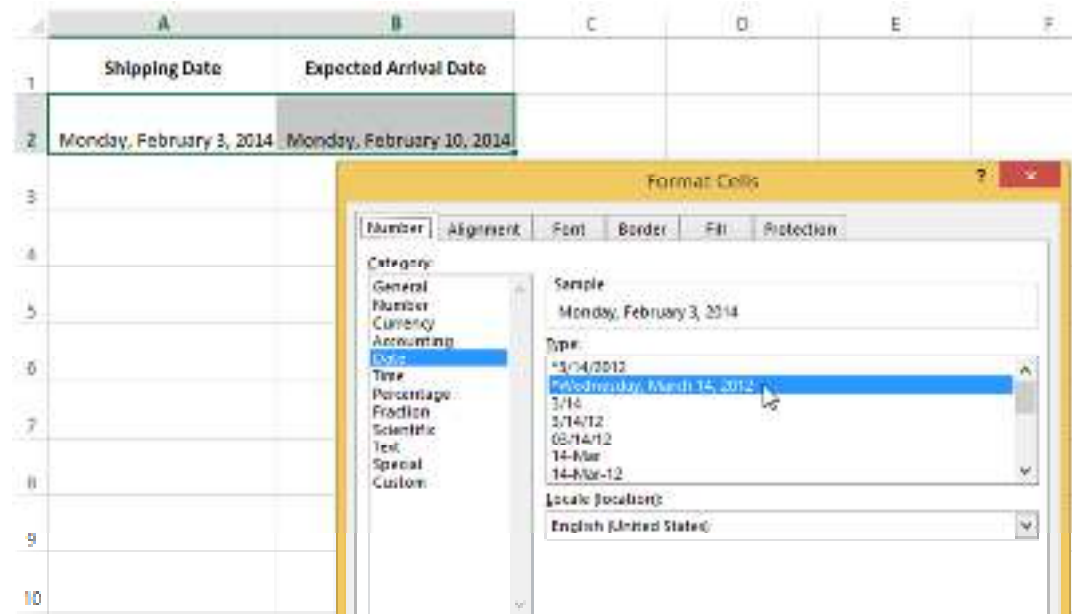 A B C D E F
1 Shipping Date Expected Arrival Date
2 Monday, February 3, 2014 Monday, February 10, 2014
Format Cells ?
3
Number Alignment Font Border Fill Protection
4
Category:
General
Sample
5
Number
Monday, February 3, 2014
Currency
Accounting
Type:
Date
*3/14/2012
6
Time
*Wednesday, March 14, 2012
Percentage
3/14
Fraction
3/14/12
7
Scientific
03/14/12
Text
14-Mar
Special
14-Mar-12
8
Custom
Locale (location):
English (United States)
9
10